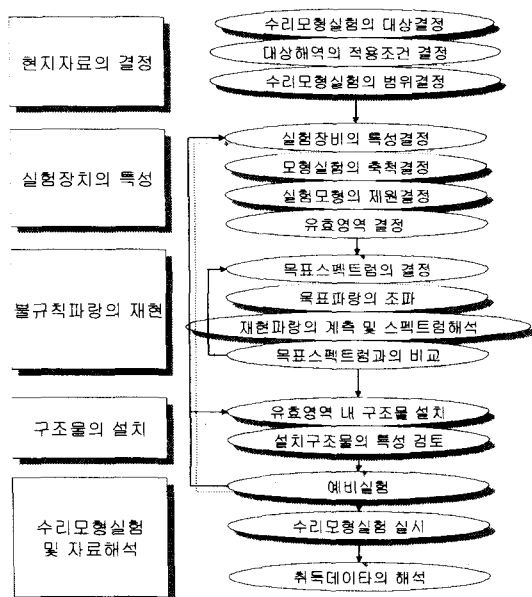 현지자료의 결정
수리모형실험의 대상결정
대상해역의 적용조건 결정
수리모형실험의 범위결정
실험장치의 특성
실험장비의 특성결정
모형실험의 축척결정
실험모형의 재원결정
유효영역 결정
불규칙파랑의 재현
목표스펙트럼의 결정
목표파랑의 조파
재현파랑의 계측 및 스펙트럼해석
목표스펙트럼과의 비교
구조물의 설치
유효영역 내 구조물 설치
설치구조물의 특성 검토
수리모형실험
및 자료해석
예비실험
수리모형실험 실시
취득데이타의 해석